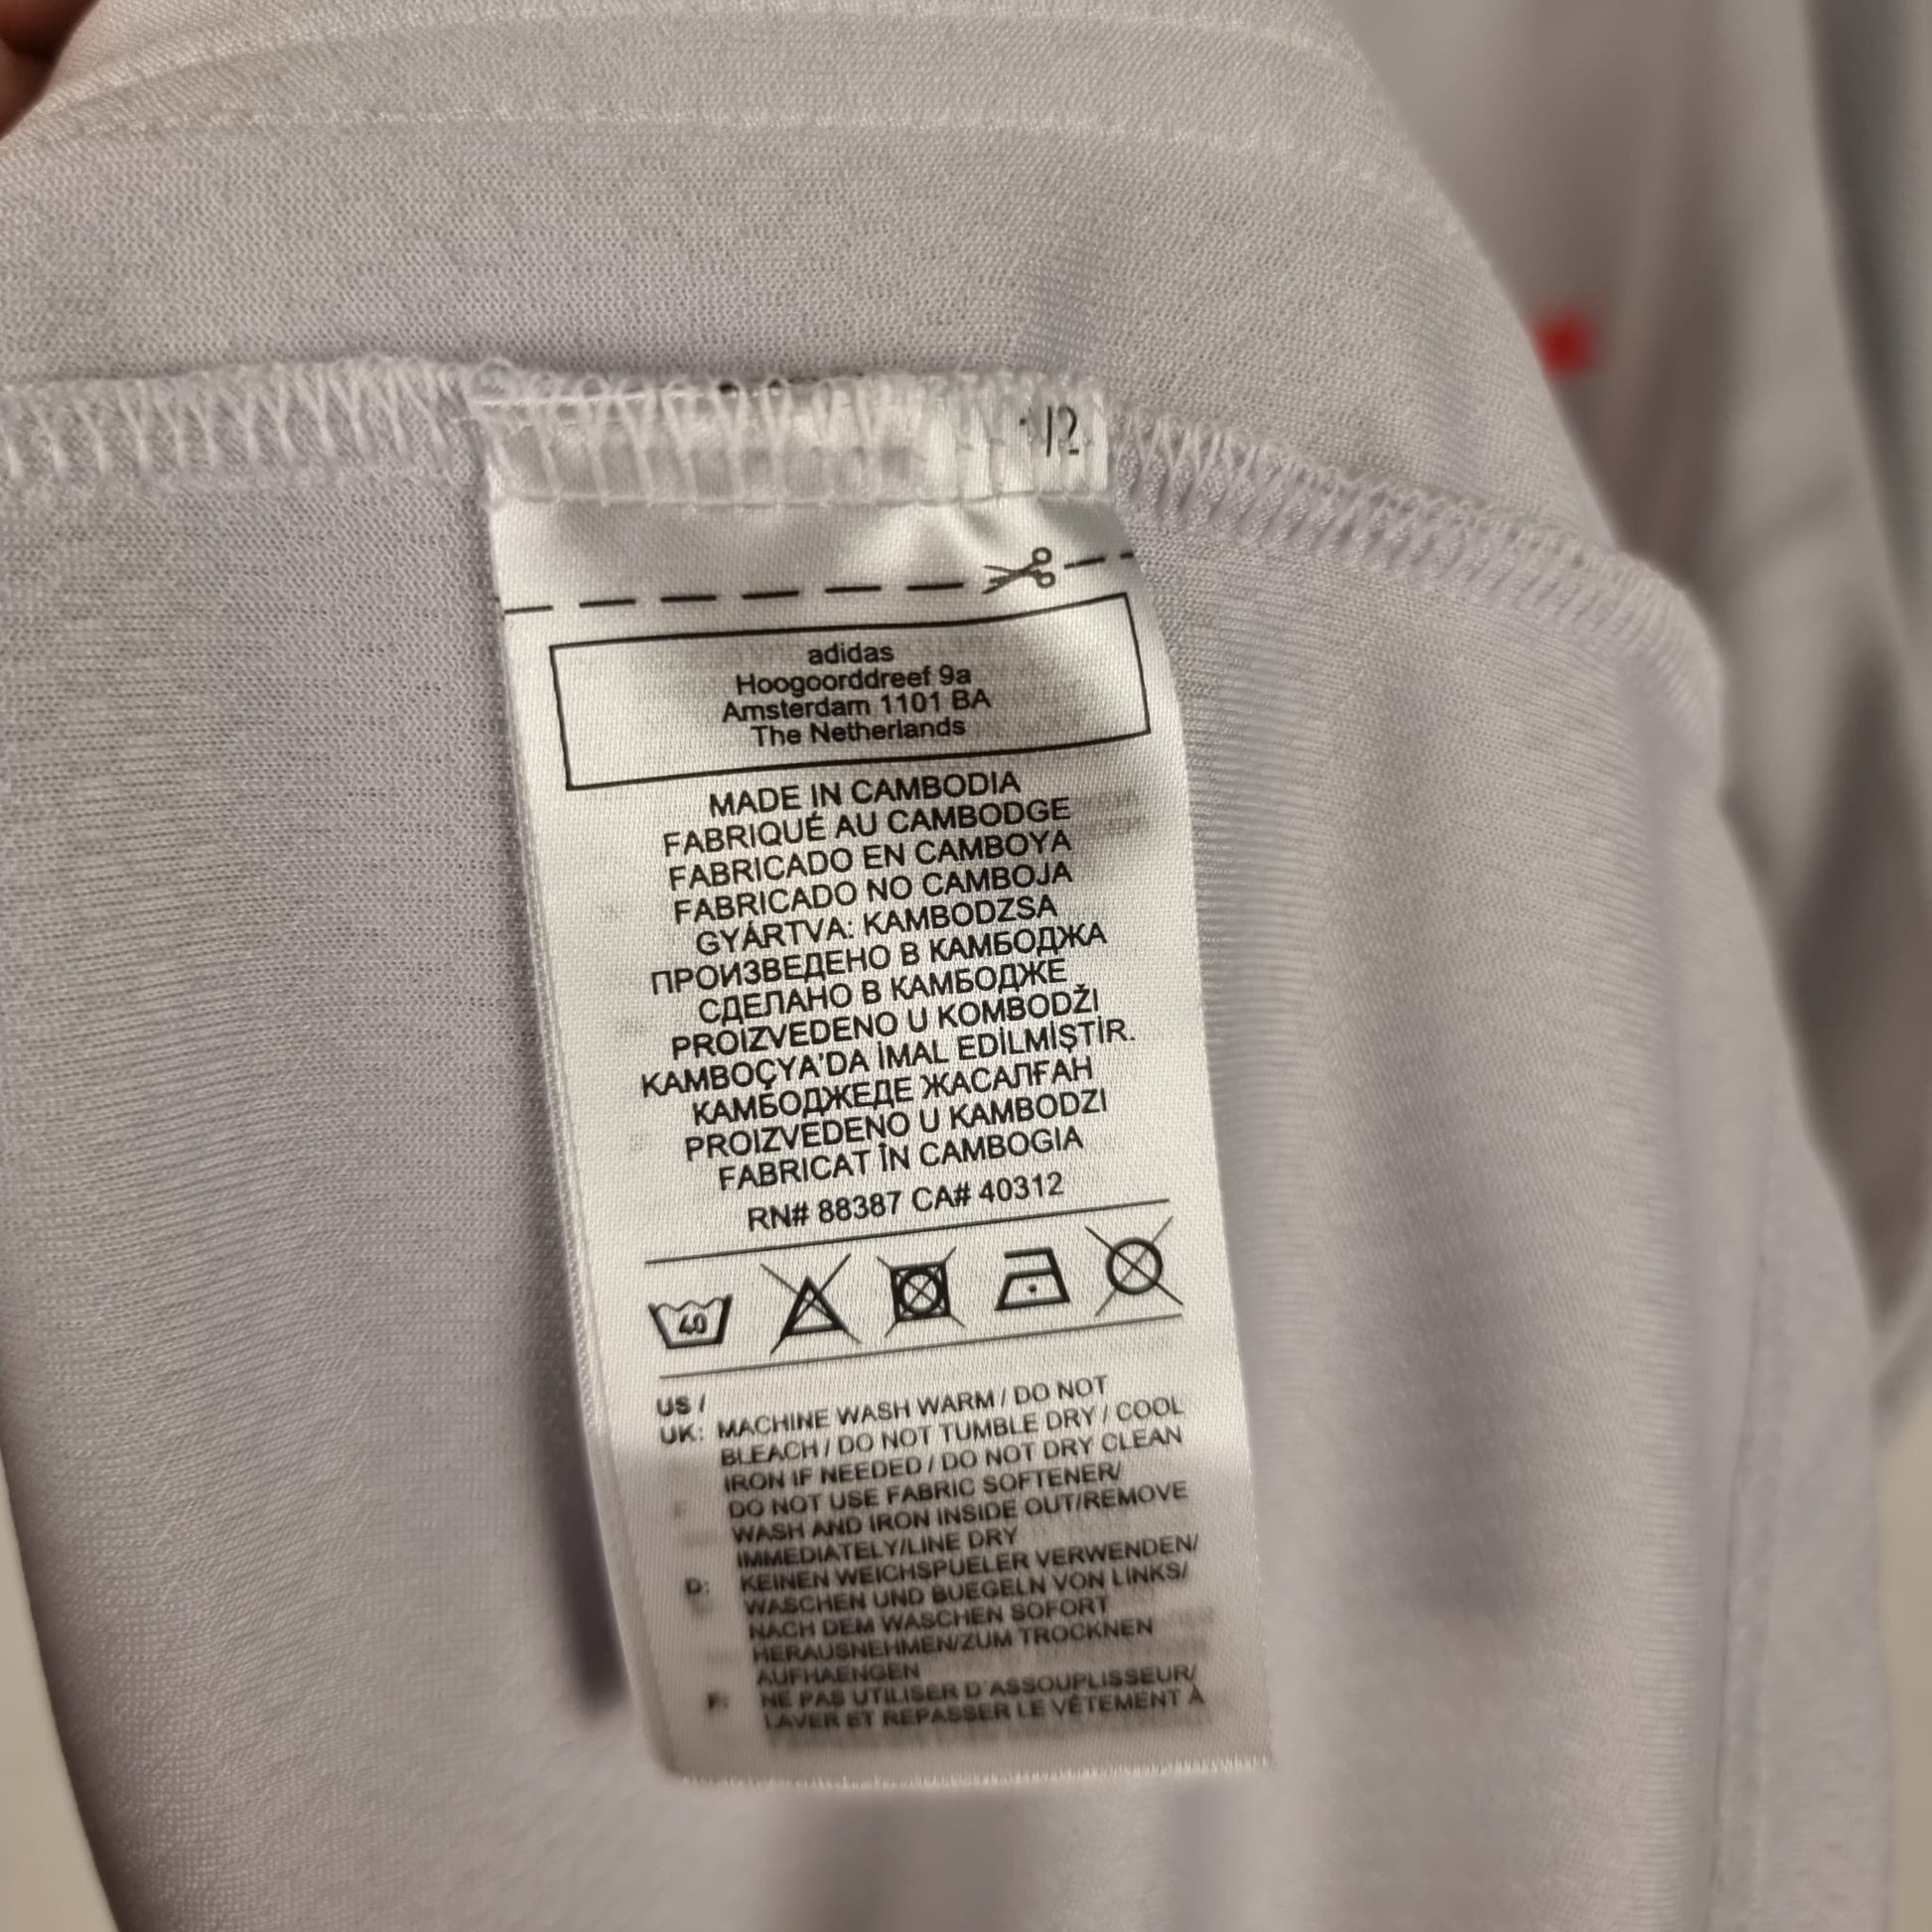 1/2
adidas
Hoogoorddreef 9a
Amsterdam 1101 BA
The Netherlands
MADE IN CAMBODIA
FABRIQUÉ AU CAMBODGE
FABRICADO EN CAMBOYA
FABRICADO NO CAMBOJA
GYÁRTVA: KAMBODZSA
ПРОИЗВЕДЕНО В КАМБОДЖА
СДЕЛАНО В КАМБОДЖЕ
PROIZVEDENO U KOMBODŽI
KAMBOÇYA'DA İMAL EDİLMİŞTİR.
КАМБОДЖЕДЕ ЖАСАЛҒАН
PROIZVEDENO U KAMBODZI
FABRICAT ÎN CAMBOGIA
RN# 88387 CA# 40312
40
US /
UK: MACHINE WASH WARM / DO NOT
BLEACH / DO NOT TUMBLE DRY / COOL
IRON IF NEEDED / DO NOT DRY CLEAN
DO NOT USE FABRIC SOFTENER/
WASH AND IRON INSIDE OUT/REMOVE
IMMEDIATELY/LINE DRY
D: KEINEN WEICHSPUELER VERWENDEN/
WASCHEN UND BUEGELN VON LINKS/
NACH DEM WASCHEN SOFORT
HERAUSNEHMEN/ZUM TROCKNEN
AUFHAENGEN
F: NE PAS UTILISER D'ASSOUPLISSEUR/
LAVER ET REPASSER LE VÊTEMENT À